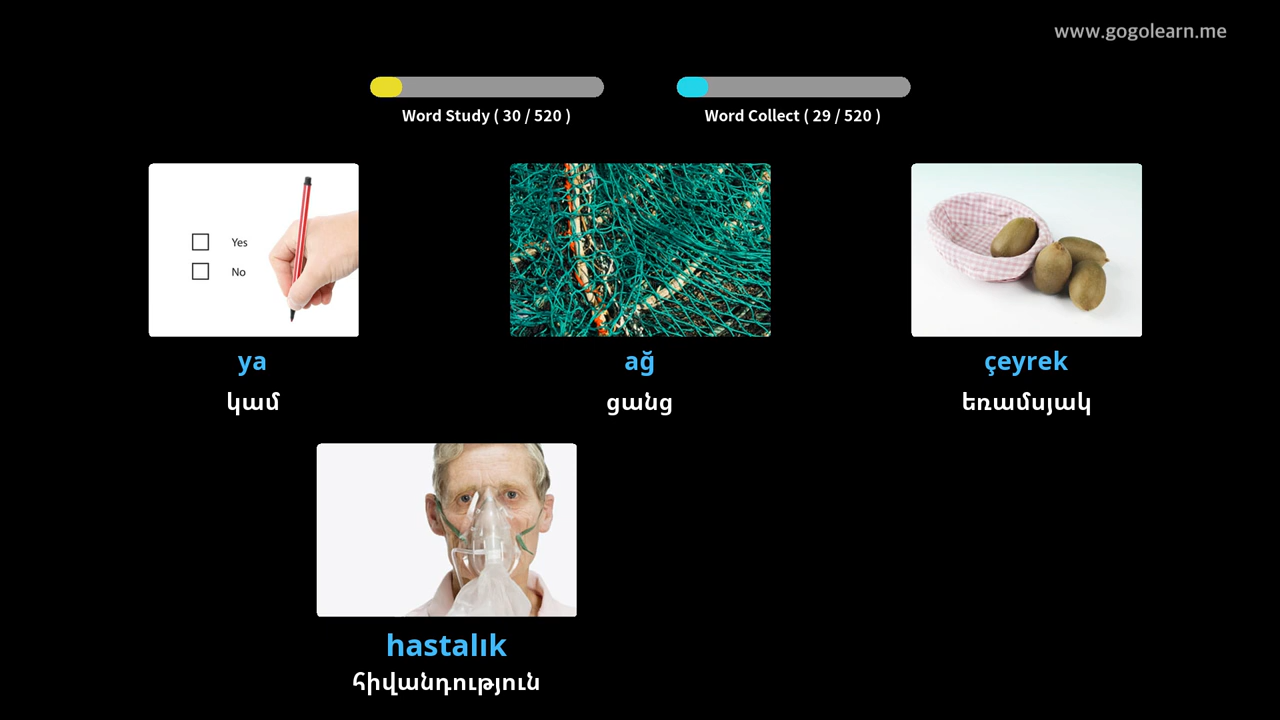 www.gogolearn.me
Word Study ( 30 / 520 )
Word Collect ( 29 / 520 )
Yes
No
ya
ağ
çeyrek
կամ
ցանց
եռամսյակ
hastalık
հիվանդություն